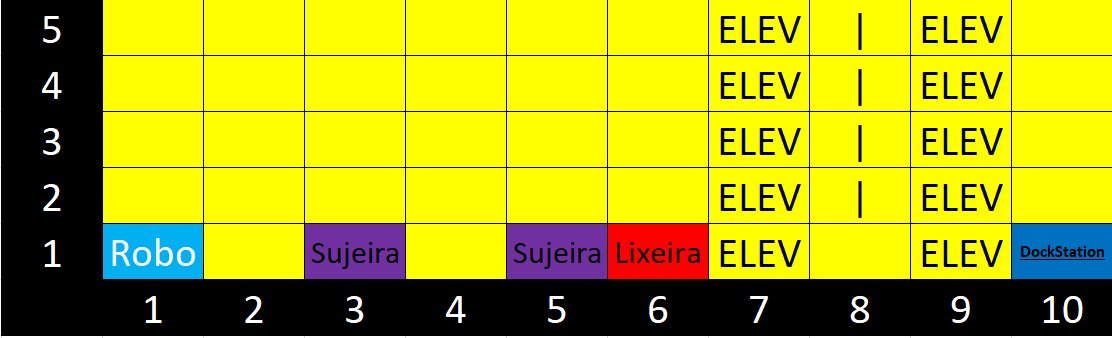 5 ELEV | ELEV
4 ELEV | ELEV
3 ELEV | ELEV
2 ELEV | ELEV
1 Robo Sujeira Sujeira Lixeira ELEV ELEV DockStation
1 2 3 4 5 6 7 8 9 10